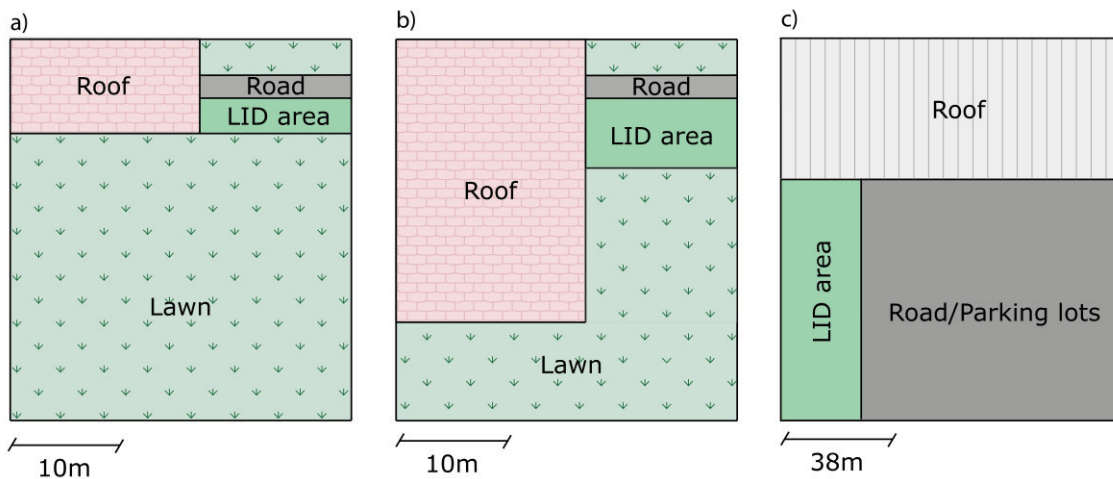 a)
Roof
Road
LID area
Lawn
10m
b)
Roof
Road
LID area
Lawn
10m
c)
Roof
LID area
Road/Parking lots
38m